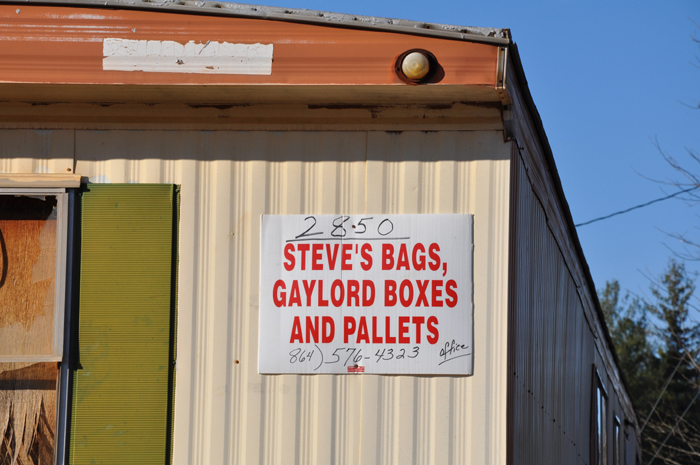 2850
STEVE'S BAGS,
GAYLORD BOXES
AND PALLETS
864) 576-4323 office